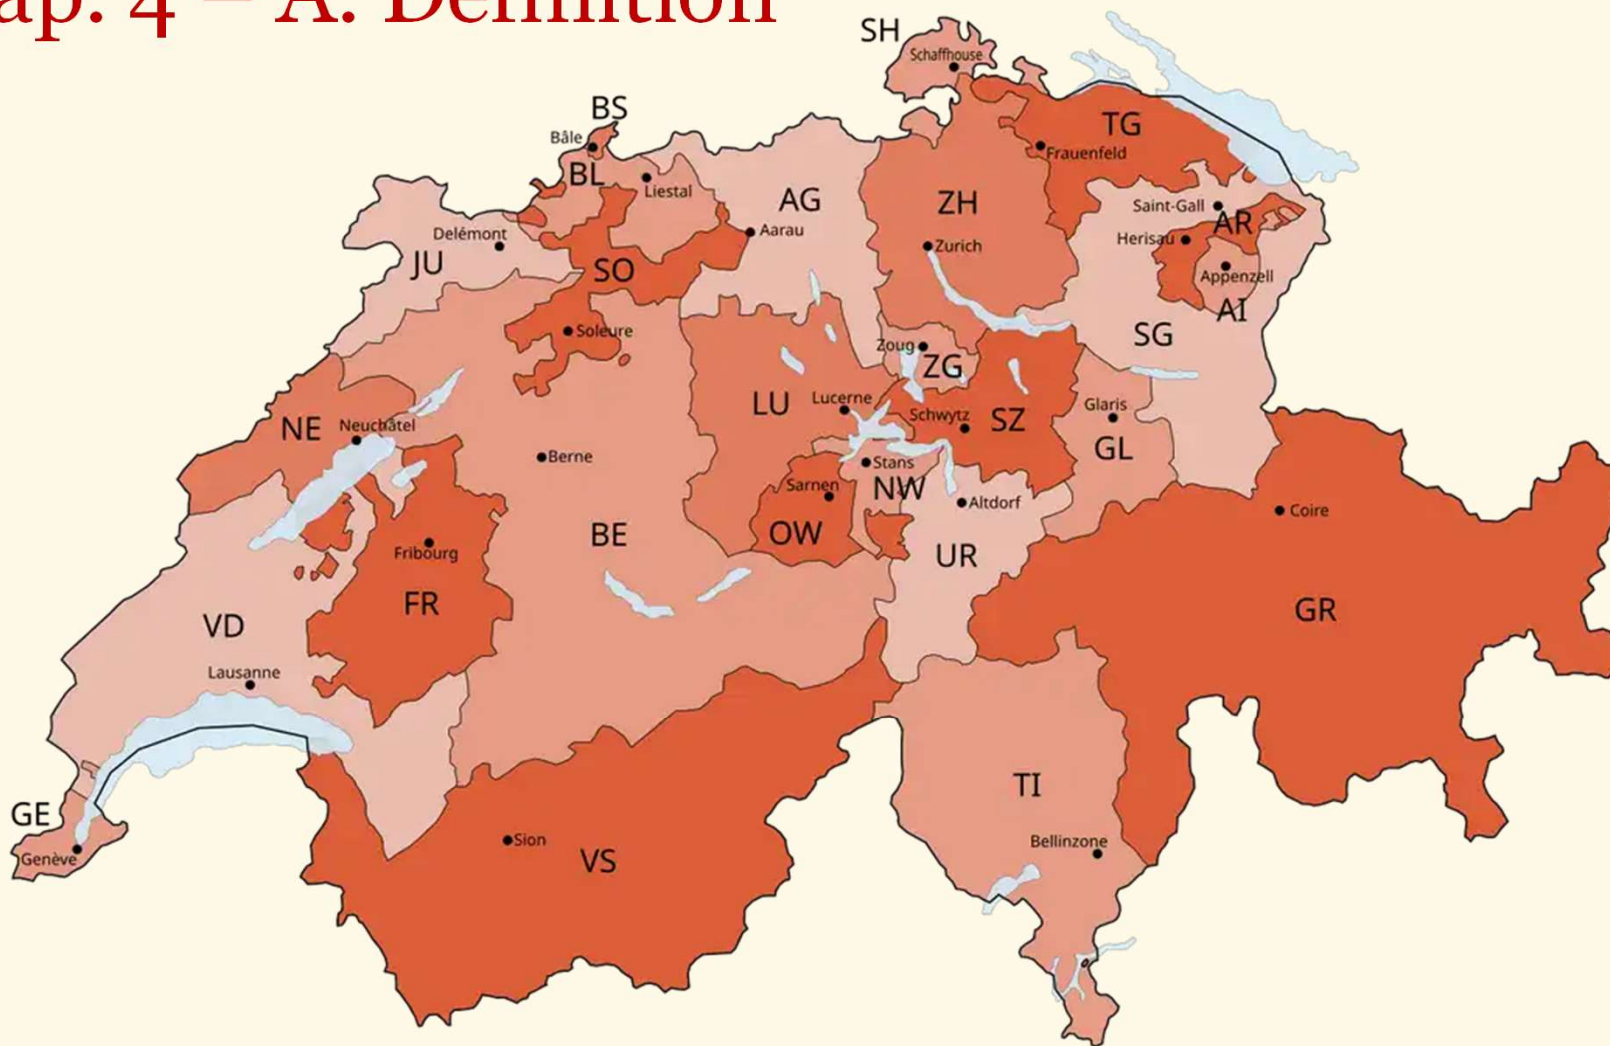 ap. 4 – A. Définition
SH
Schaffhouse
BS
Bâle
TG
BL
Frauenfeld
Liestal
AG
ZH
Saint-Gall
AR
Delémont
Aarau
Herisau
Zurich
JU
SO
Appenzell
AI
Soleure
SG
Zoug
ZG
LU
Lucerne
Glaris
Schwytz
SZ
NE
Neuchâtel
GL
Berne
Stans
Sarnen
NW
Altdorf
Coire
BE
OW
Fribourg
UR
FR
GR
VD
Lausanne
TI
GE
Bellinzone
Sion
Genève
VS